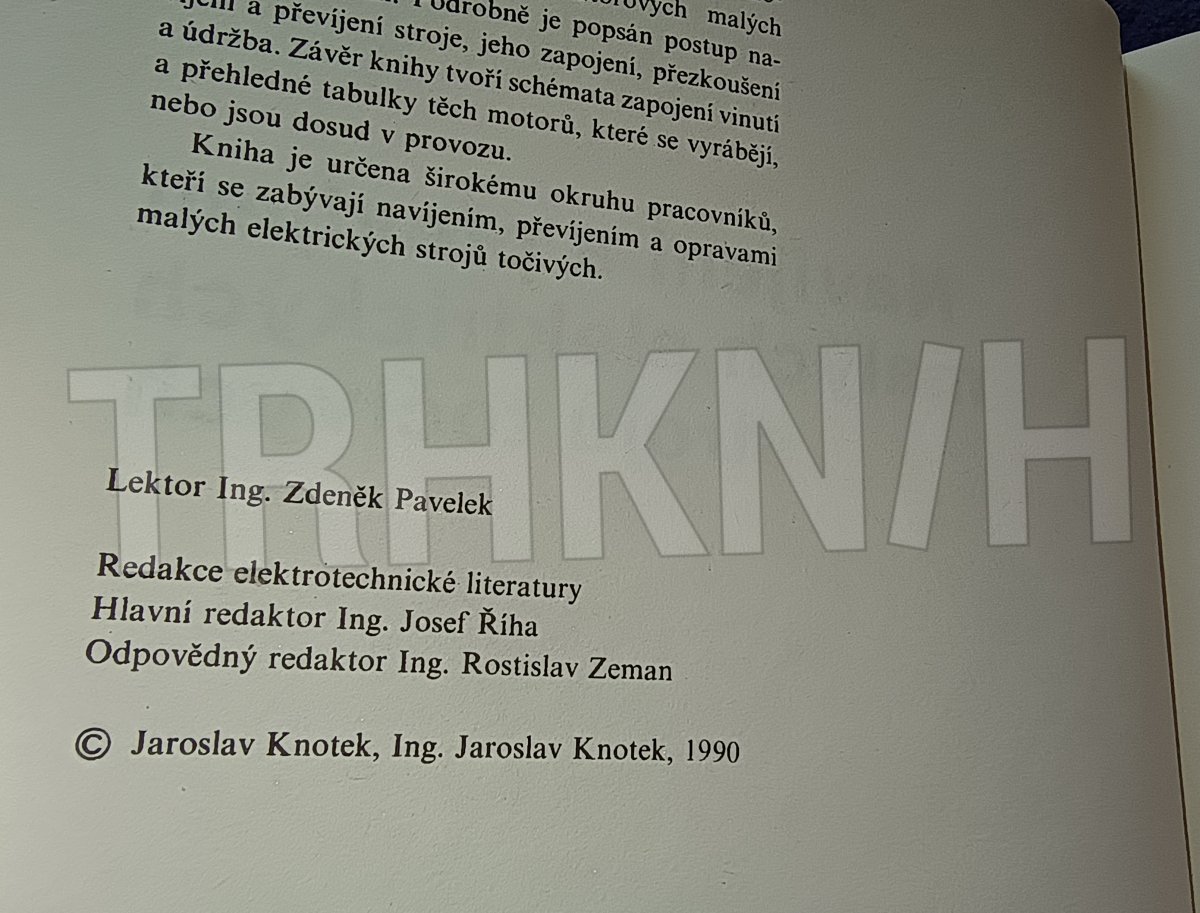 malých
Podrobně je popsán postup na-
a převíjení stroje, jeho zapojení, přezkoušení
a údržba. Závěr knihy tvoří schémata zapojení vinutí
a přehledné tabulky těch motorů, které se vyrábějí,
nebo jsou dosud v provozu.
Kniha je určena širokému okruhu pracovníků,
kteří se zabývají navíjením, převíjením a opravami
malých elektrických strojů točivých.
TRHKN/H
Lektor Ing. Zdeněk Pavelek
Redakce elektrotechnické literatury
Hlavní redaktor Ing. Josef Říha
Odpovědný redaktor Ing. Rostislav Zeman
© Jaroslav Knotek, Ing. Jaroslav Knotek, 1990